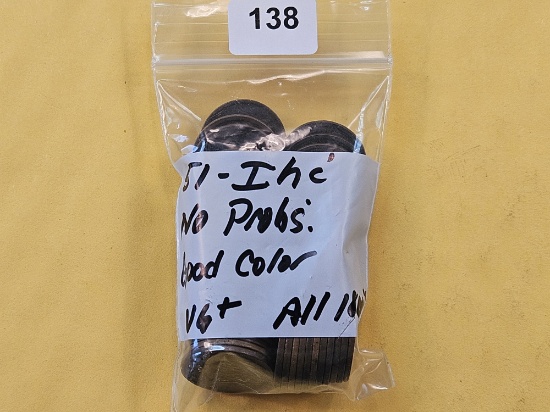 138
51-Ihc
No Probs.
Good Color
VG+ All